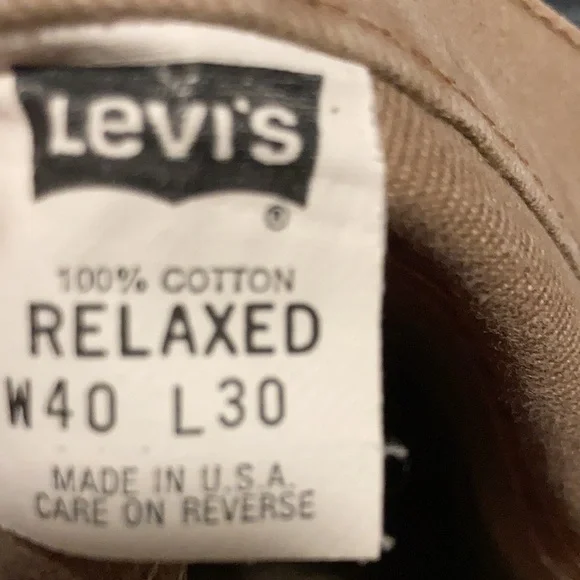 Levi's
®
100% COTTON
RELAXED
W40 L30
MADE IN U.S.A.
CARE ON REVERSE